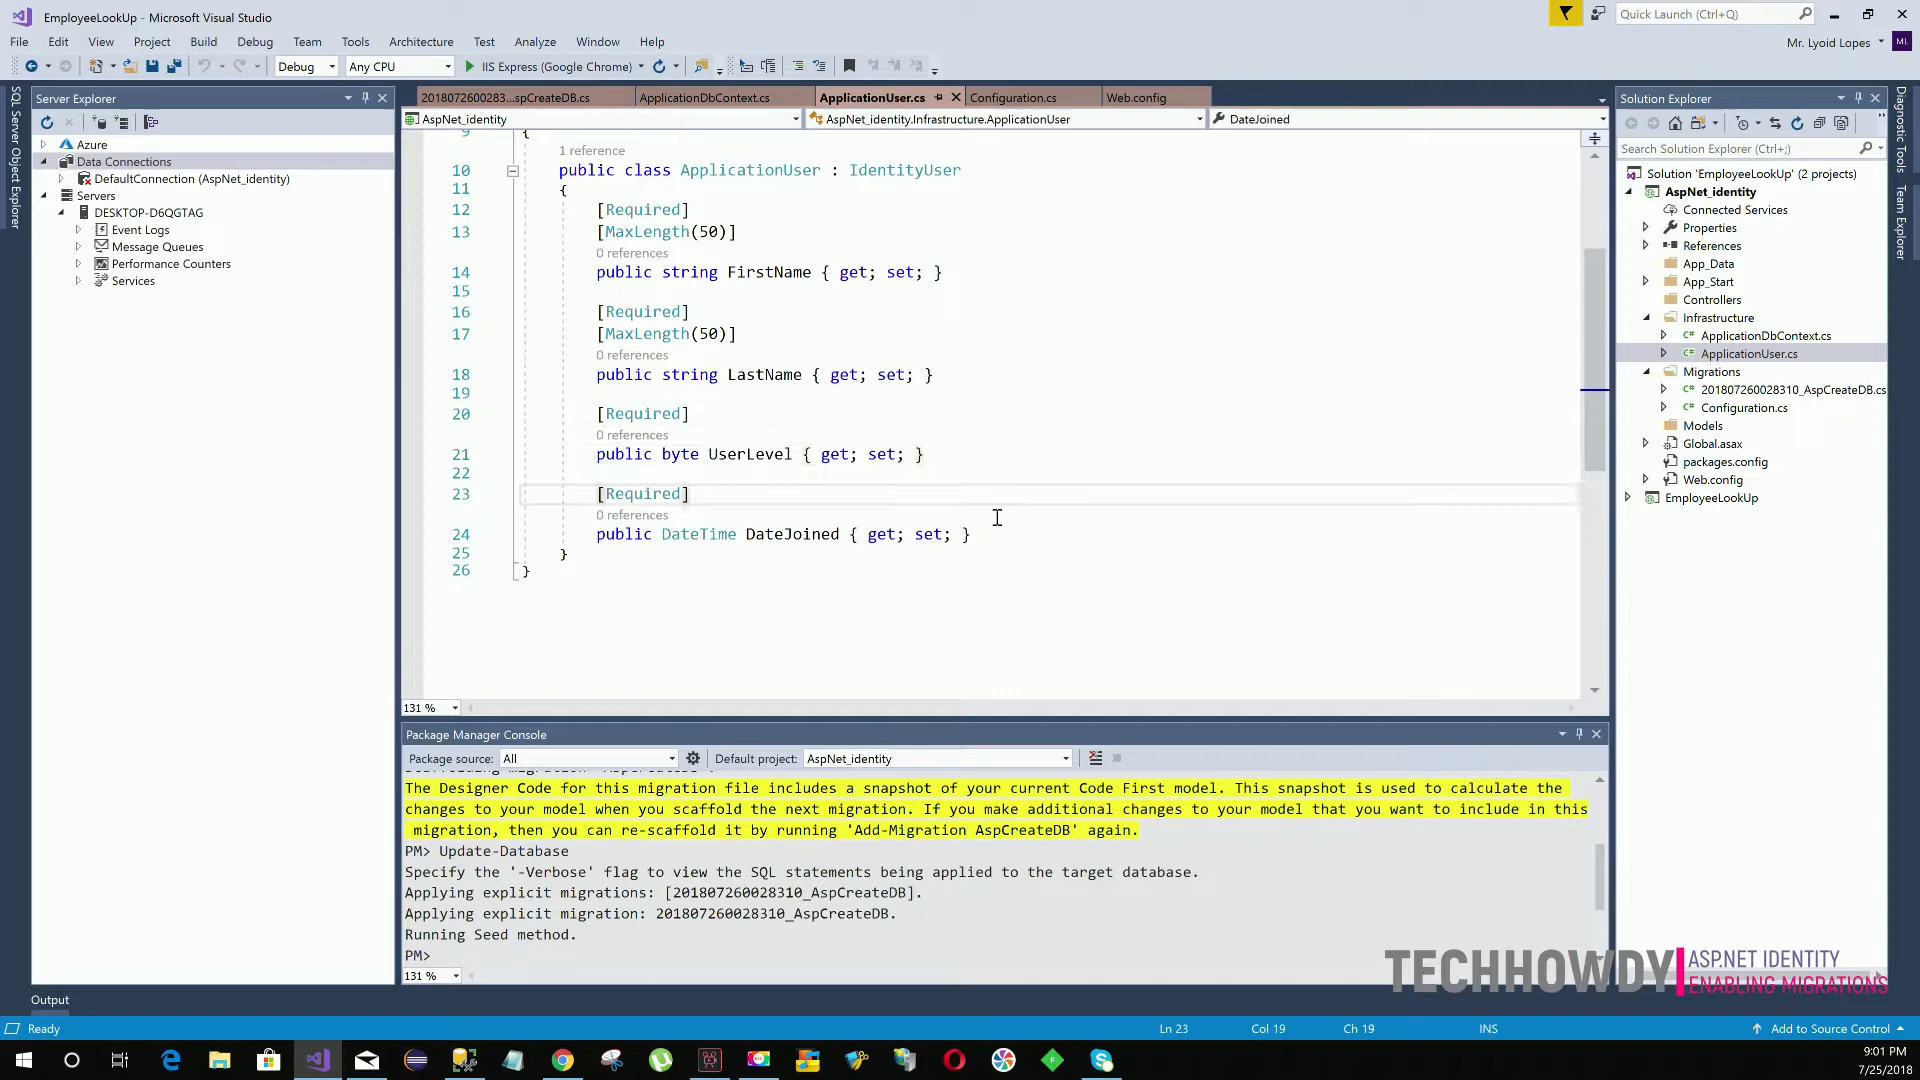 EmployeeLookUp - Microsoft Visual Studio
Quick Launch (Ctrl+Q)
File Edit View Project Build Debug Team Tools Architecture Test Analyze Window Help
Mr. Lyoid Lopes ML
Debug Any CPU IIS Express (Google Chrome)
SQL Server Object Explorer
Server Explorer
Azure
Data Connections
DefaultConnection (AspNet_identity)
Servers
DESKTOP-D6QGTAG
Event Logs
Message Queues
Performance Counters
Services
2018072600283...spCreateDB.cs ApplicationDbContext.cs ApplicationUser.cs Configuration.cs Web.config
AspNet_identity AspNet_identity.Infrastructure.ApplicationUser DateJoined
9 {
1 reference
10 public class ApplicationUser : IdentityUser
11 {
12 [Required]
13 [MaxLength(50)]
0 references
14 public string FirstName { get; set; }
15
16 [Required]
17 [MaxLength(50)]
0 references
18 public string LastName { get; set; }
19
20 [Required]
0 references
21 public byte UserLevel { get; set; }
22
23 [Required]
0 references
24 public DateTime DateJoined { get; set; }
25 }
26 }
131 %
Package Manager Console
Package source: All Default project: AspNet_identity
The Designer Code for this migration file includes a snapshot of your current Code First model. This snapshot is used to calculate the
changes to your model when you scaffold the next migration. If you make additional changes to your model that you want to include in this
migration, then you can re-scaffold it by running 'Add-Migration AspCreateDB' again.
PM> Update-Database
Specify the '-Verbose' flag to view the SQL statements being applied to the target database.
Applying explicit migrations: [201807260028310_AspCreateDB].
Applying explicit migration: 201807260028310_AspCreateDB.
Running Seed method.
PM>
131 %
Solution Explorer
Search Solution Explorer (Ctrl+;)
Solution 'EmployeeLookUp' (2 projects)
AspNet_identity
Connected Services
Properties
References
App_Data
App_Start
Controllers
Infrastructure
ApplicationDbContext.cs
ApplicationUser.cs
Migrations
201807260028310_AspCreateDB.cs
Configuration.cs
Models
Global.asax
packages.config
Web.config
EmployeeLookUp
Diagnostic Tools
Team Explorer
TECHHOWDY
ASP.NET IDENTITY
ENABLING MIGRATIONS
Output
Ready Ln 23 Col 19 Ch 19 INS Add to Source Control
9:01 PM
7/25/2018